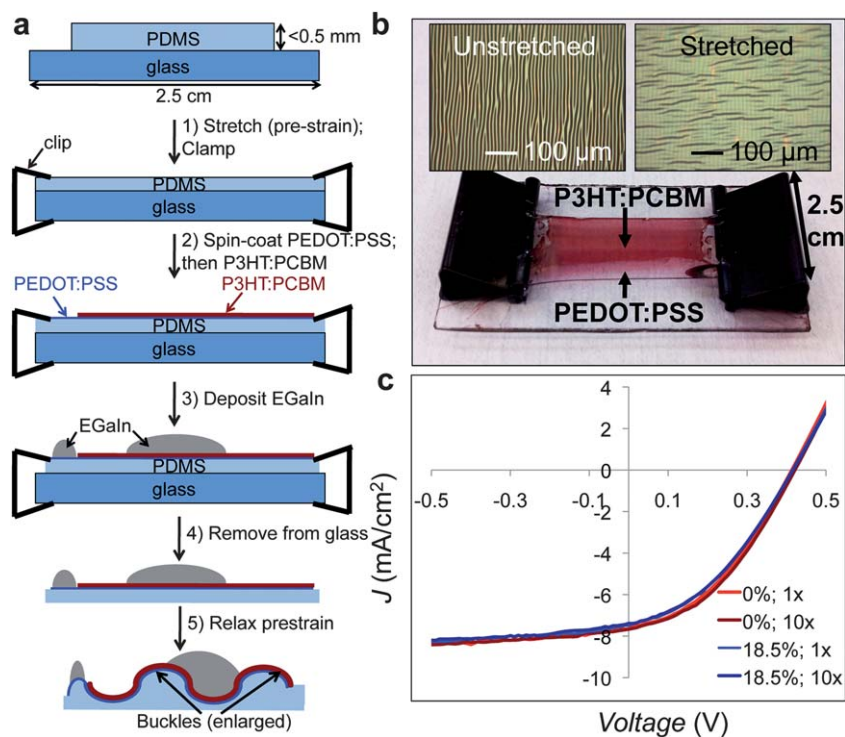 a
PDMS
<0.5 mm
glass
2.5 cm
1) Stretch (pre-strain);
Clamp
clip
PDMS
glass
2) Spin-coat PEDOT:PSS;
then P3HT:PCBM
PEDOT:PSS
P3HT:PCBM
PDMS
glass
3) Deposit EGaIn
EGaIn
PDMS
glass
4) Remove from glass
5) Relax prestrain
Buckles (enlarged)
b
Unstretched
100 µm
Stretched
100 µm
P3HT:PCBM
2.5
cm
PEDOT:PSS
c
J (mA/cm²)
4
2
0
-2
-4
-6
-8
-10
-0.5
-0.3
-0.1
0.1
0.3
0.5
0%; 1x
0%; 10x
18.5%; 1x
18.5%; 10x
Voltage (V)